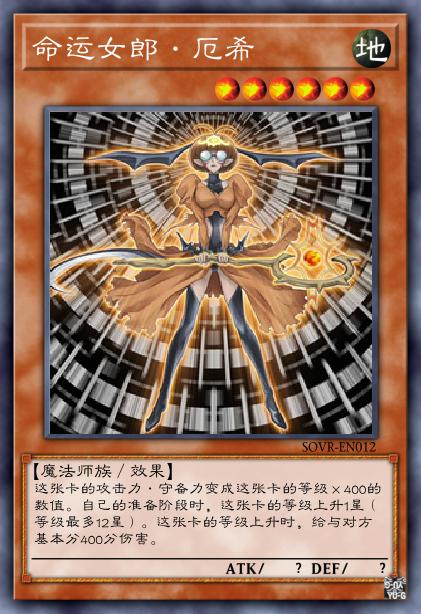 命运女郎·厄希
地
SOVR-EN012
【魔法师族/效果】
这张卡的攻击力·守备力变成这张卡的等级×400的
数值。自己的准备阶段时，这张卡的等级上升1星（
等级最多12星）。这张卡的等级上升时，给与对方
基本分400分伤害。
ATK/ ? DEF/ ?